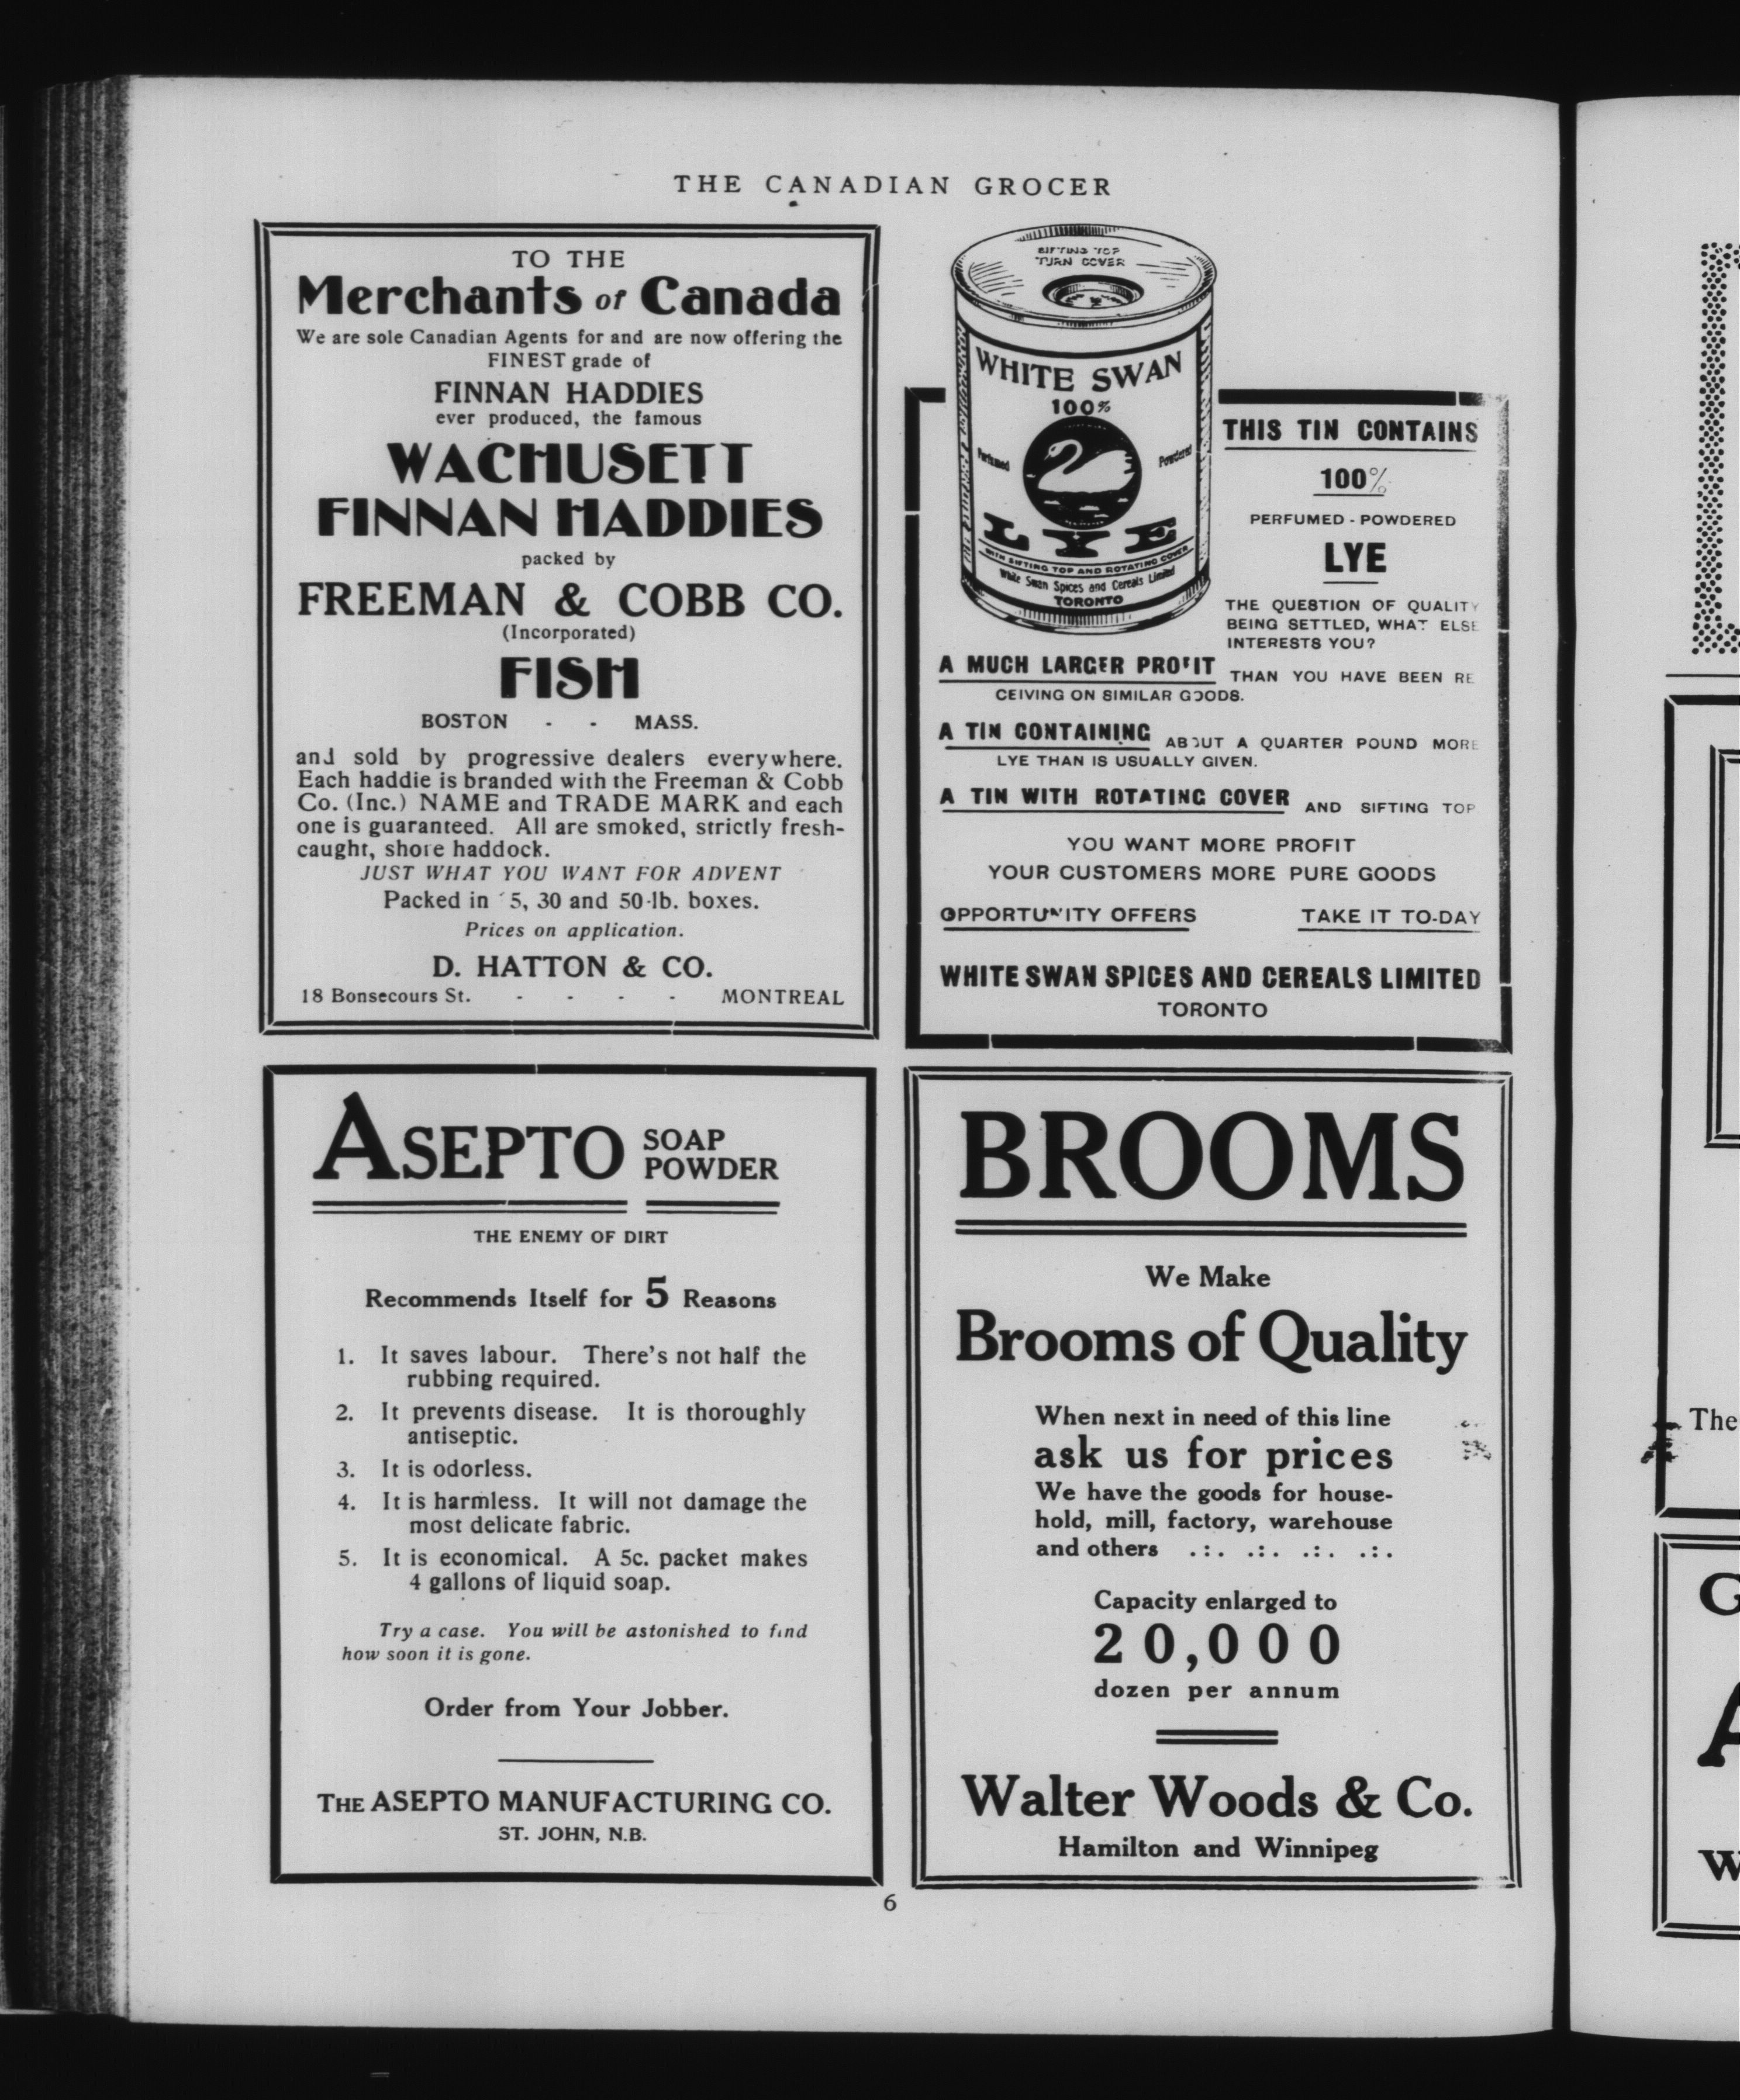 THE CANADIAN GROCER
TO THE
Merchants of Canada
We are sole Canadian Agents for and are now offering the
FINEST grade of
FINNAN HADDIES
ever produced, the famous
WACHUSETT
FINNAN HADDIES
packed by
FREEMAN & COBB CO.
(Incorporated)
FISH
BOSTON - - MASS.
and sold by progressive dealers everywhere.
Each haddie is branded with the Freeman & Cobb
Co. (Inc.) NAME and TRADE MARK and each
one is guaranteed. All are smoked, strictly fresh-
caught, shore haddock.
JUST WHAT YOU WANT FOR ADVENT
Packed in 5, 30 and 50-lb. boxes.
Prices on application.
D. HATTON & CO.
18 Bonsecours St. - - - - MONTREAL
SIFTING TOP
TURN COVER
WHITE SWAN
100%
Perfumed
Powdered
LYE
WITH SIFTING TOP AND ROTATING COVER
White Swan Spices and Cereals Limited
TORONTO
THIS TIN CONTAINS
100%
PERFUMED - POWDERED
LYE
THE QUESTION OF QUALITY
BEING SETTLED, WHAT ELSE
INTERESTS YOU?
A MUCH LARGER PROFIT THAN YOU HAVE BEEN RE
CEIVING ON SIMILAR GOODS.
A TIN CONTAINING ABOUT A QUARTER POUND MORE
LYE THAN IS USUALLY GIVEN.
A TIN WITH ROTATING COVER AND SIFTING TOP
YOU WANT MORE PROFIT
YOUR CUSTOMERS MORE PURE GOODS
OPPORTUNITY OFFERS TAKE IT TO-DAY
WHITE SWAN SPICES AND CEREALS LIMITED
TORONTO
ASEPTO SOAP
POWDER
THE ENEMY OF DIRT
Recommends Itself for 5 Reasons
1. It saves labour. There's not half the
rubbing required.
2. It prevents disease. It is thoroughly
antiseptic.
3. It is odorless.
4. It is harmless. It will not damage the
most delicate fabric.
5. It is economical. A 5c. packet makes
4 gallons of liquid soap.
Try a case. You will be astonished to find
how soon it is gone.
Order from Your Jobber.
THE ASEPTO MANUFACTURING CO.
ST. JOHN, N.B.
BROOMS
We Make
Brooms of Quality
When next in need of this line
ask us for prices
We have the goods for house-
hold, mill, factory, warehouse
and others .:. .:. .:. .:.
Capacity enlarged to
20,000
dozen per annum
Walter Woods & Co.
Hamilton and Winnipeg
6
The
G
A
W